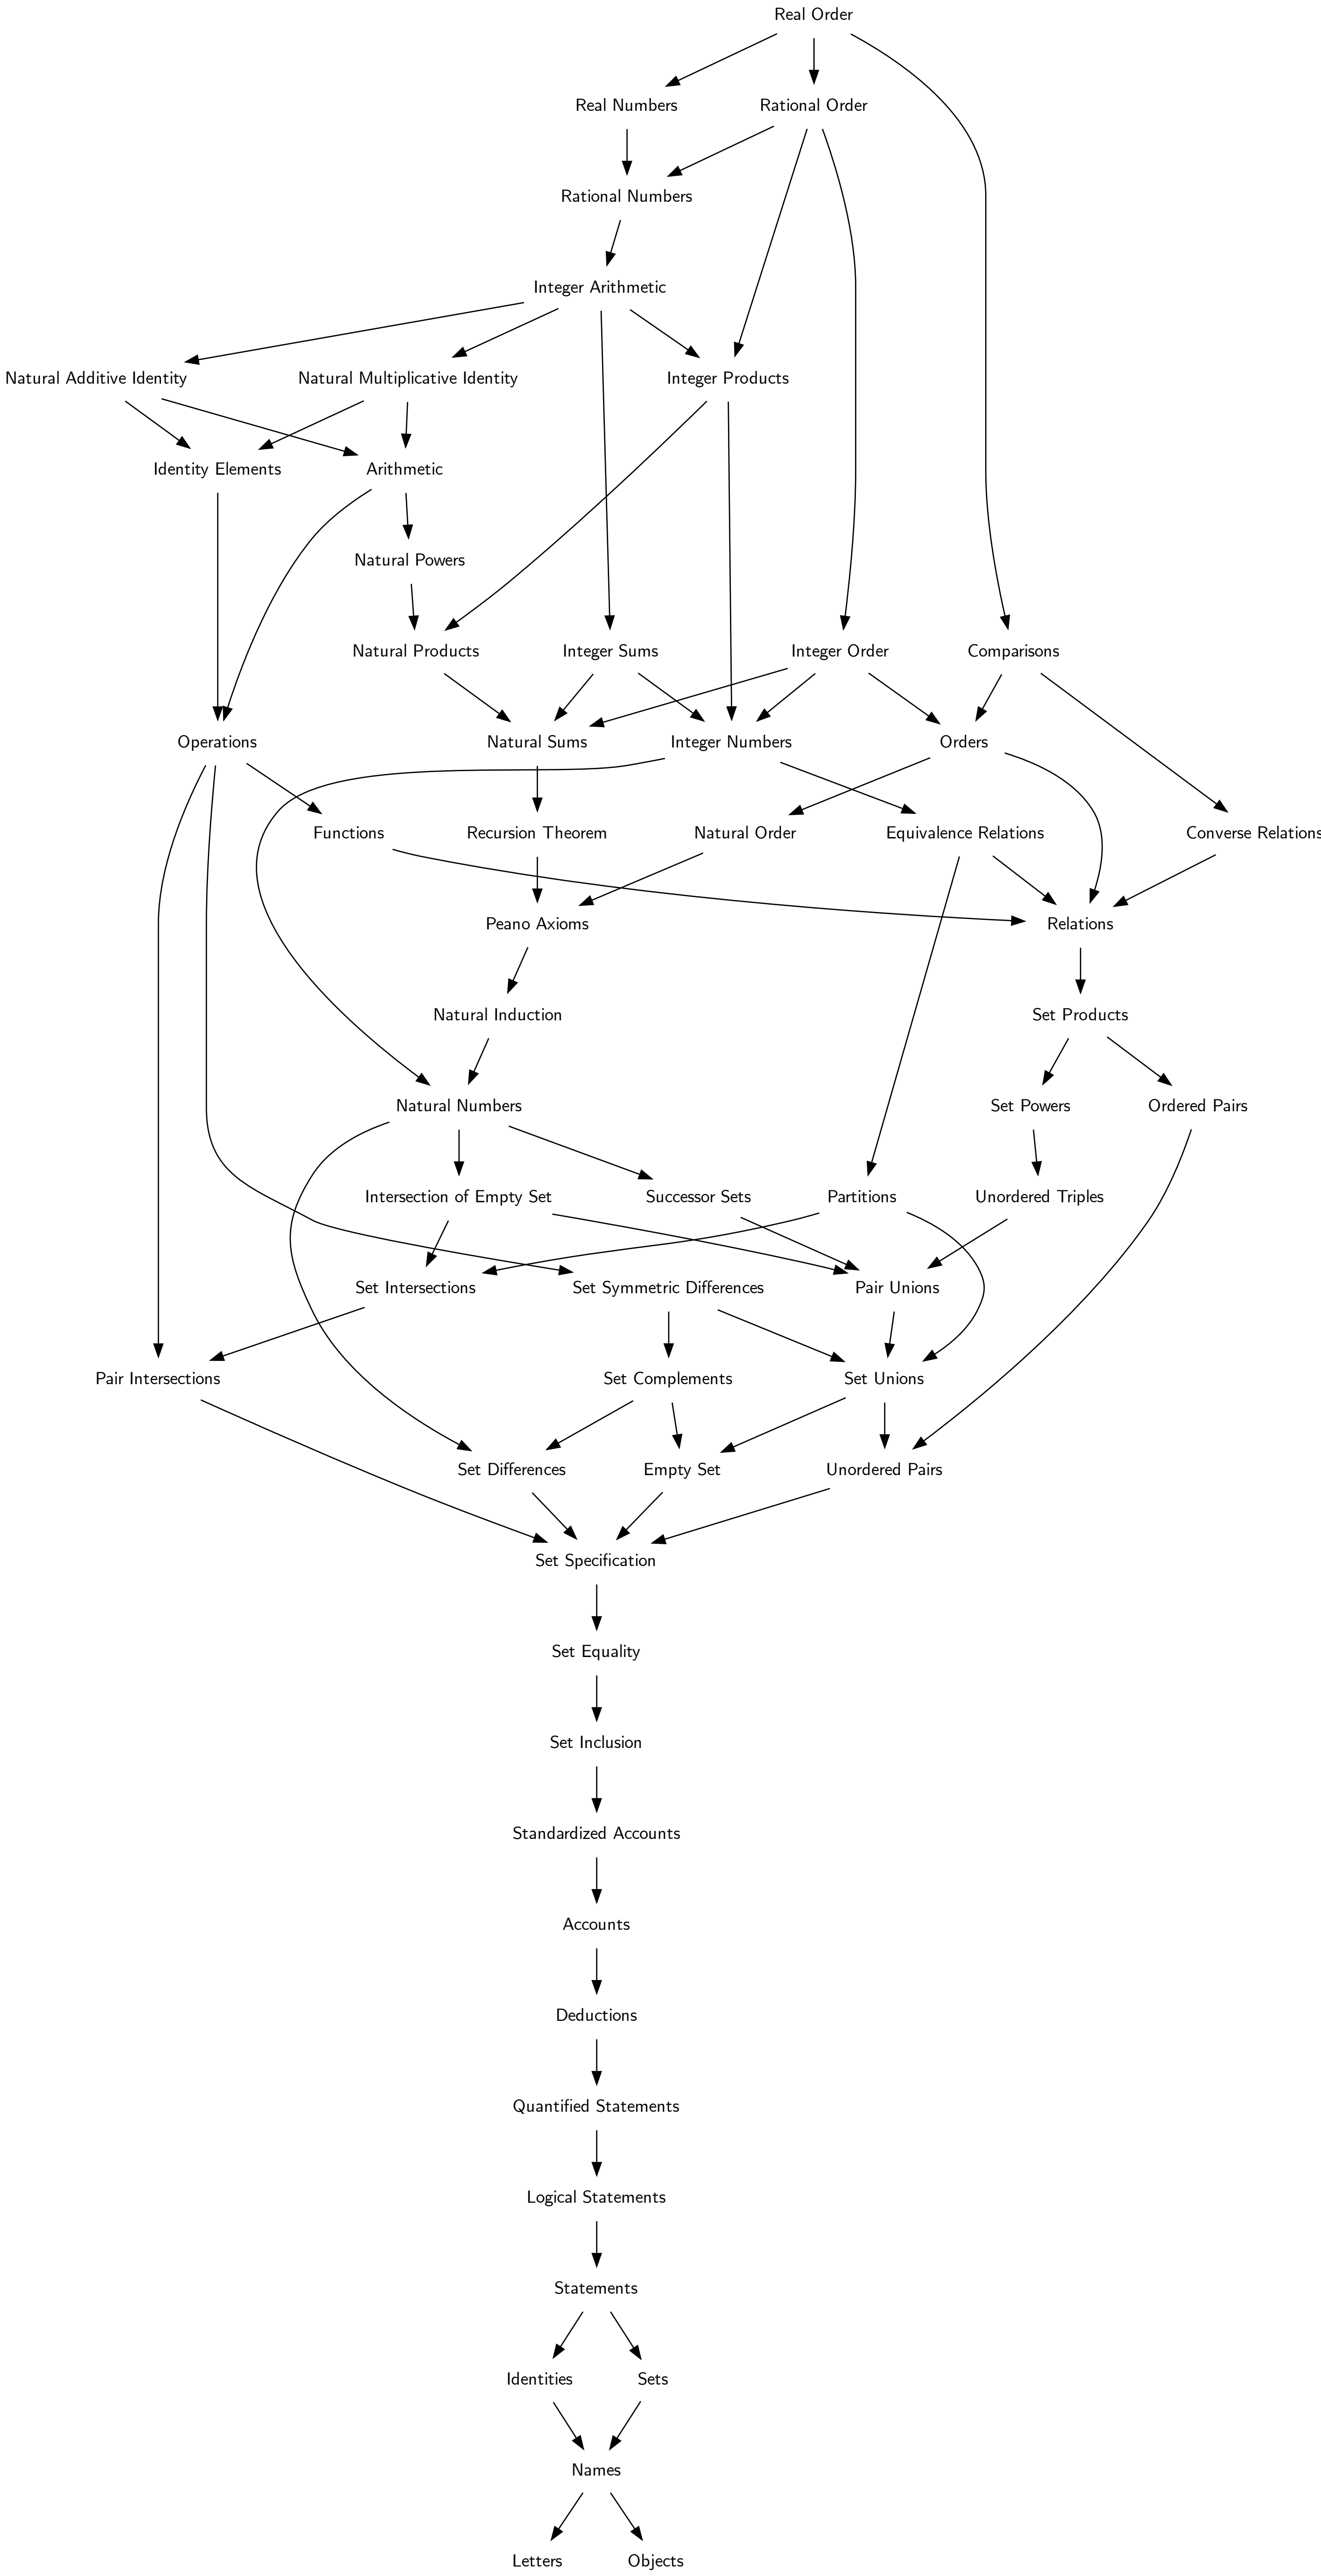 Real Order
Real Numbers
Rational Order
Rational Numbers
Integer Arithmetic
Natural Additive Identity
Natural Multiplicative Identity
Integer Products
Identity Elements
Arithmetic
Natural Powers
Natural Products
Integer Sums
Integer Order
Comparisons
Operations
Natural Sums
Integer Numbers
Orders
Functions
Recursion Theorem
Natural Order
Equivalence Relations
Converse Relations
Peano Axioms
Relations
Natural Induction
Set Products
Natural Numbers
Set Powers
Ordered Pairs
Intersection of Empty Set
Successor Sets
Partitions
Unordered Triples
Set Intersections
Set Symmetric Differences
Pair Unions
Pair Intersections
Set Complements
Set Unions
Set Differences
Empty Set
Unordered Pairs
Set Specification
Set Equality
Set Inclusion
Standardized Accounts
Accounts
Deductions
Quantified Statements
Logical Statements
Statements
Identities
Sets
Names
Letters
Objects